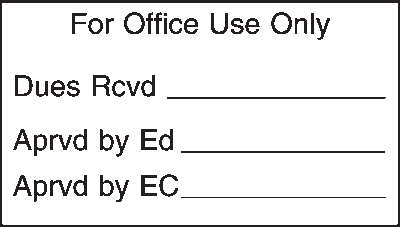 For Office Use Only
Dues Rcvd
Aprvd by Ed
Aprvd by EC